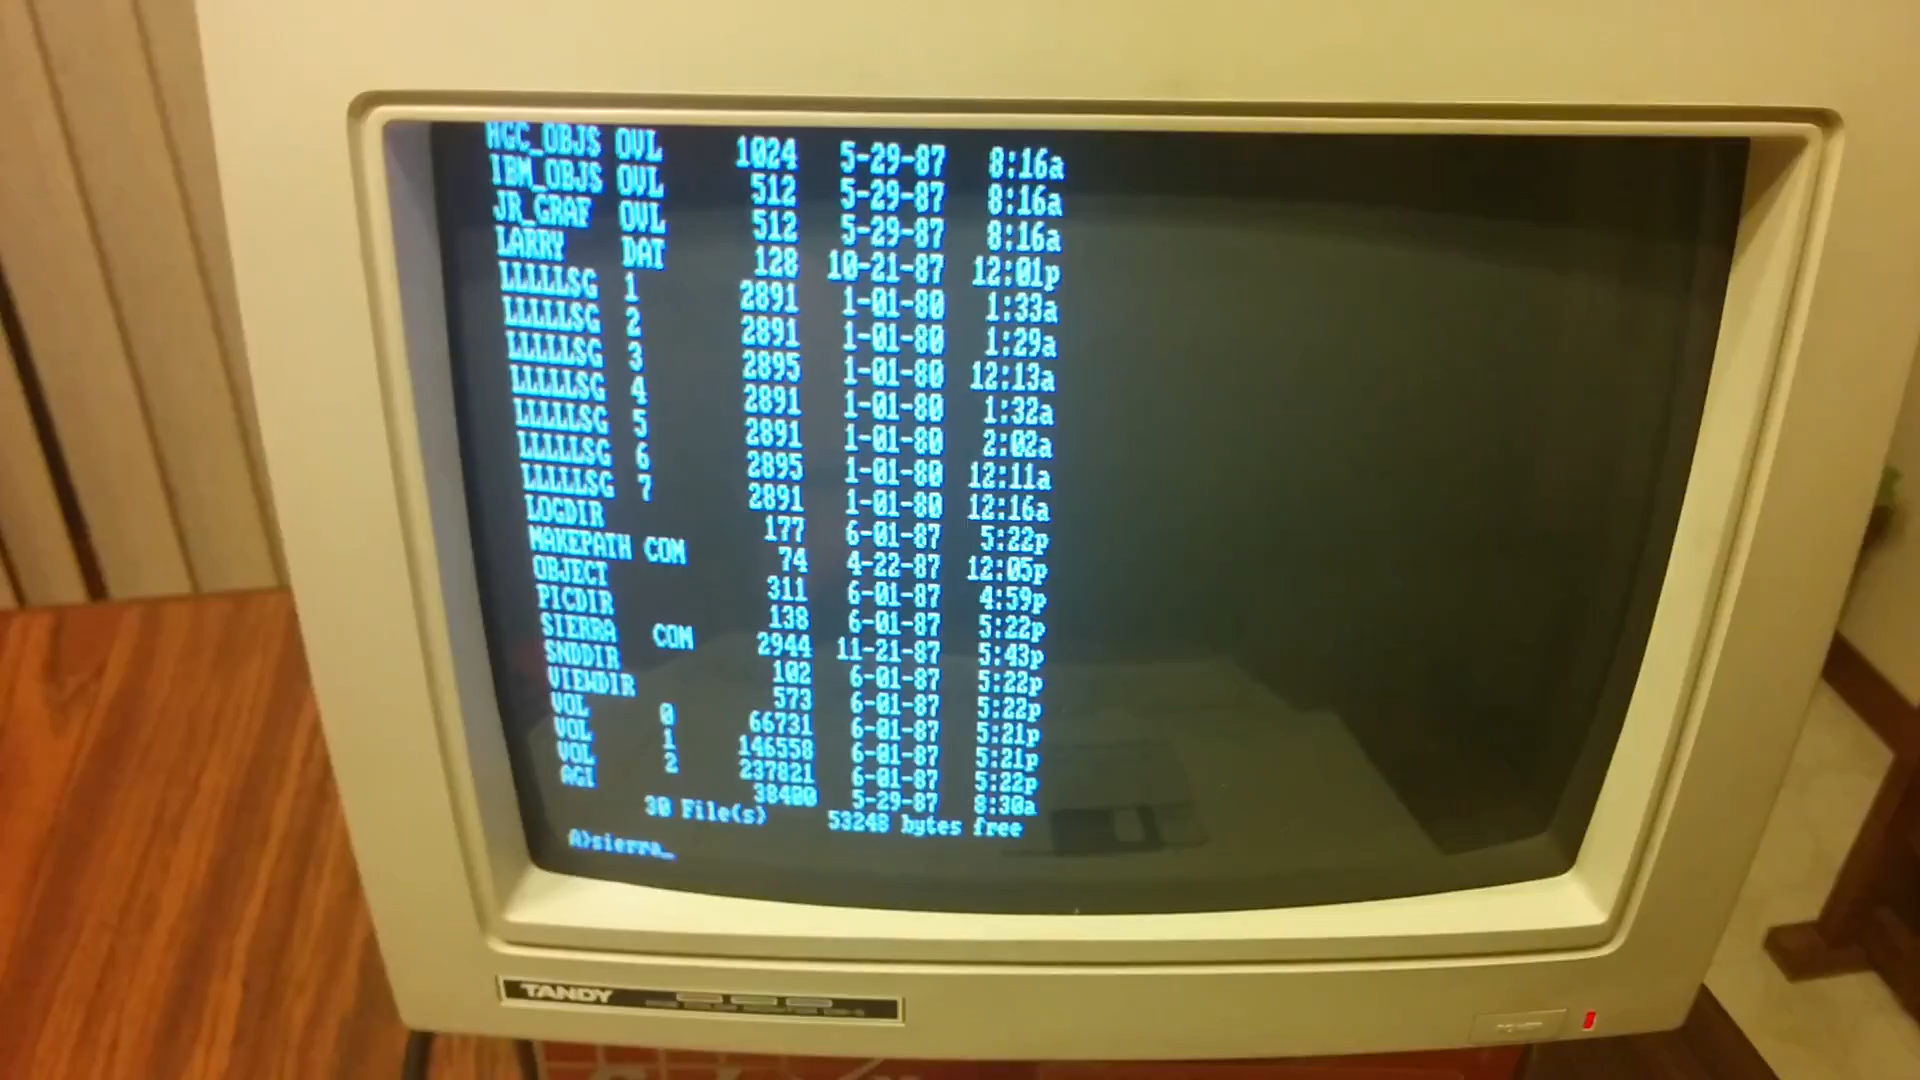 HGC_OBJS OVL 1024 5-29-87 8:16a
IBM_OBJS OVL 512 5-29-87 8:16a
JR_GRAF OVL 512 5-29-87 8:16a
LARRY DAT 128 10-21-87 12:01p
LLLLLSG 1 2891 1-01-80 1:33a
LLLLLSG 2 2891 1-01-80 1:29a
LLLLLSG 3 2895 1-01-80 12:13a
LLLLLSG 4 2891 1-01-80 1:32a
LLLLLSG 5 2891 1-01-80 2:02a
LLLLLSG 6 2895 1-01-80 12:11a
LLLLLSG 7 2891 1-01-80 12:16a
LOGDIR 177 6-01-87 5:22p
MAKEPATH COM 74 4-22-87 12:05p
OBJECT 311 6-01-87 4:59p
PICDIR 138 6-01-87 5:22p
SIERRA COM 2944 11-21-87 5:43p
SNDDIR 102 6-01-87 5:22p
VIEWDIR 573 6-01-87 5:22p
VOL 0 66731 6-01-87 5:21p
VOL 1 146558 6-01-87 5:21p
VOL 2 237821 6-01-87 5:22p
AGI 38400 5-29-87 8:30a
30 File(s) 53248 bytes free
A>sierra_
TANDY